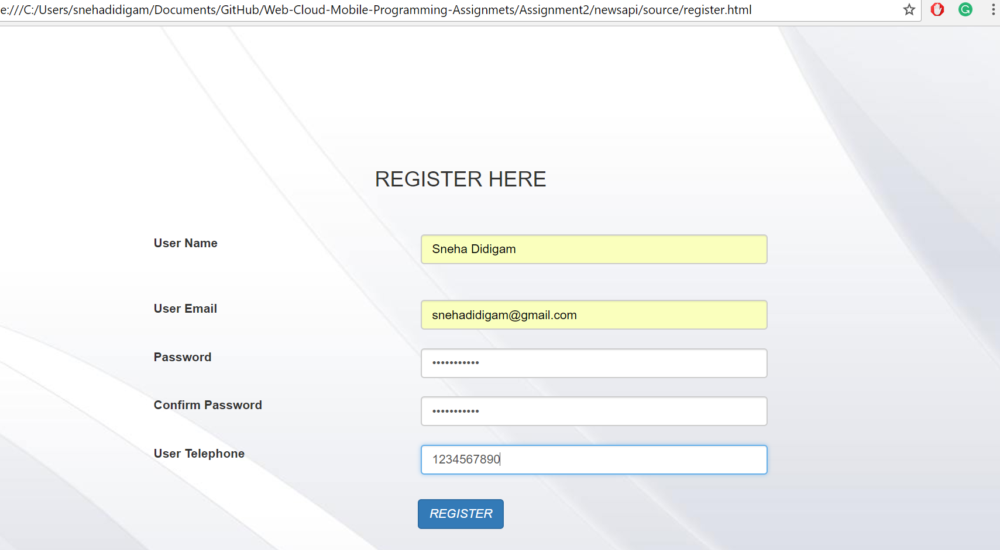 e:///C:/Users/snehadidigam/Documents/GitHub/Web-Cloud-Mobile-Programming-Assignmets/Assignment2/newsapi/source/register.html
REGISTER HERE
User Name
Sneha Didigam
User Email
snehadidigam@gmail.com
Password
•••••••••••
Confirm Password
•••••••••••
User Telephone
1234567890
REGISTER